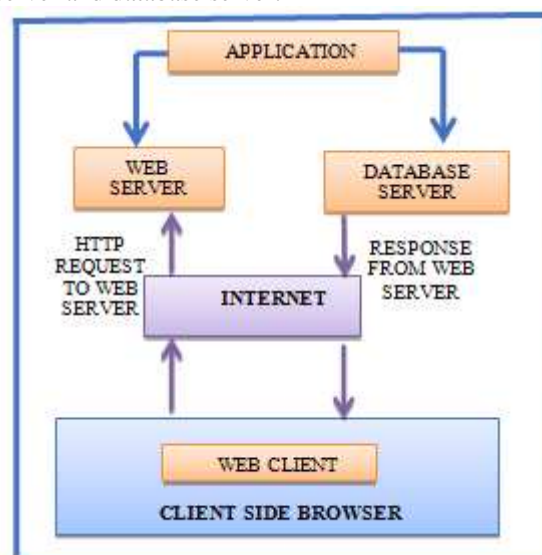 APPLICATION
WEB
SERVER
DATABASE
SERVER
HTTP
REQUEST
TO WEB
SERVER
RESPONSE
FROM WEB
SERVER
INTERNET
WEB CLIENT
CLIENT SIDE BROWSER